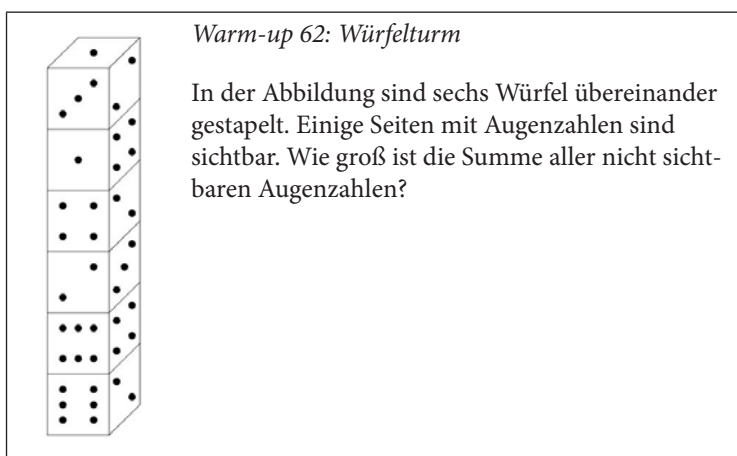 Warm-up 62: Würfelturm
In der Abbildung sind sechs Würfel übereinander
gestapelt. Einige Seiten mit Augenzahlen sind
sichtbar. Wie groß ist die Summe aller nicht sicht-
baren Augenzahlen?